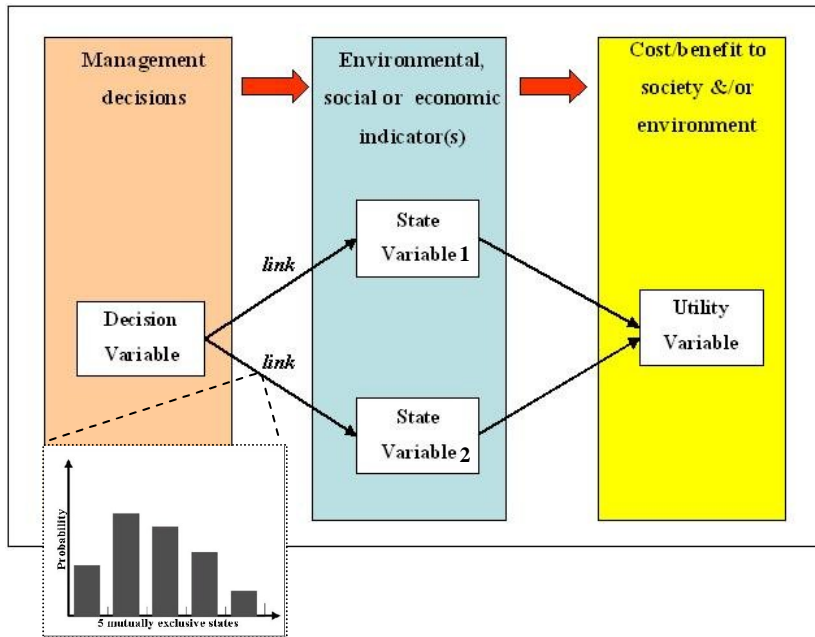 Management
decisions
Environmental,
social or economic
indicator(s)
Cost/benefit to
society &/or
environment
State
Variable 1
link
Decision
Variable
Utility
Variable
link
State
Variable 2
Probability
5 mutually exclusive states